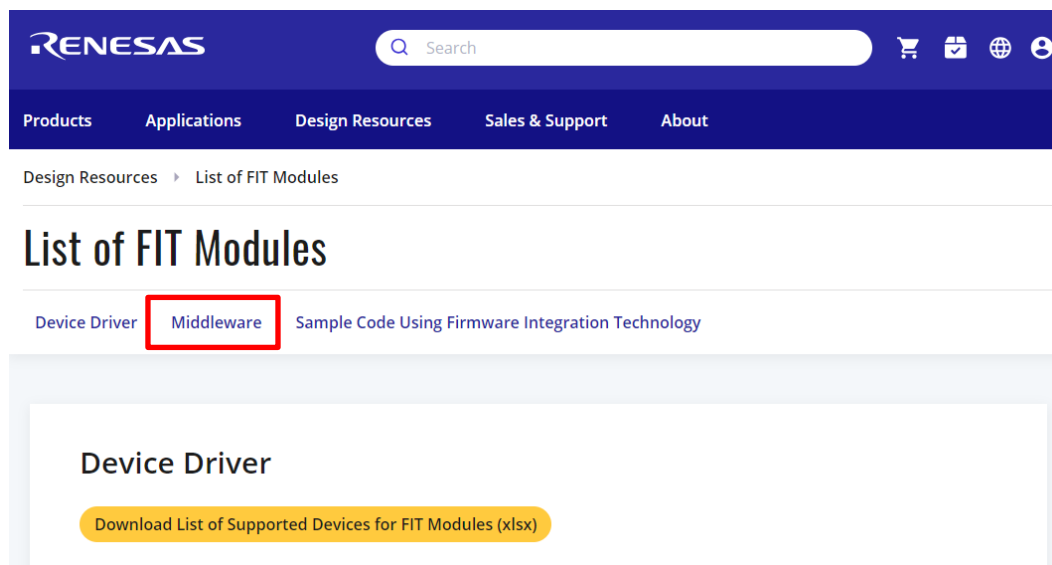 RENESAS
Search
Products Applications Design Resources Sales & Support About
Design Resources List of FIT Modules
List of FIT Modules
Device Driver Middleware Sample Code Using Firmware Integration Technology
Device Driver
Download List of Supported Devices for FIT Modules (xlsx)